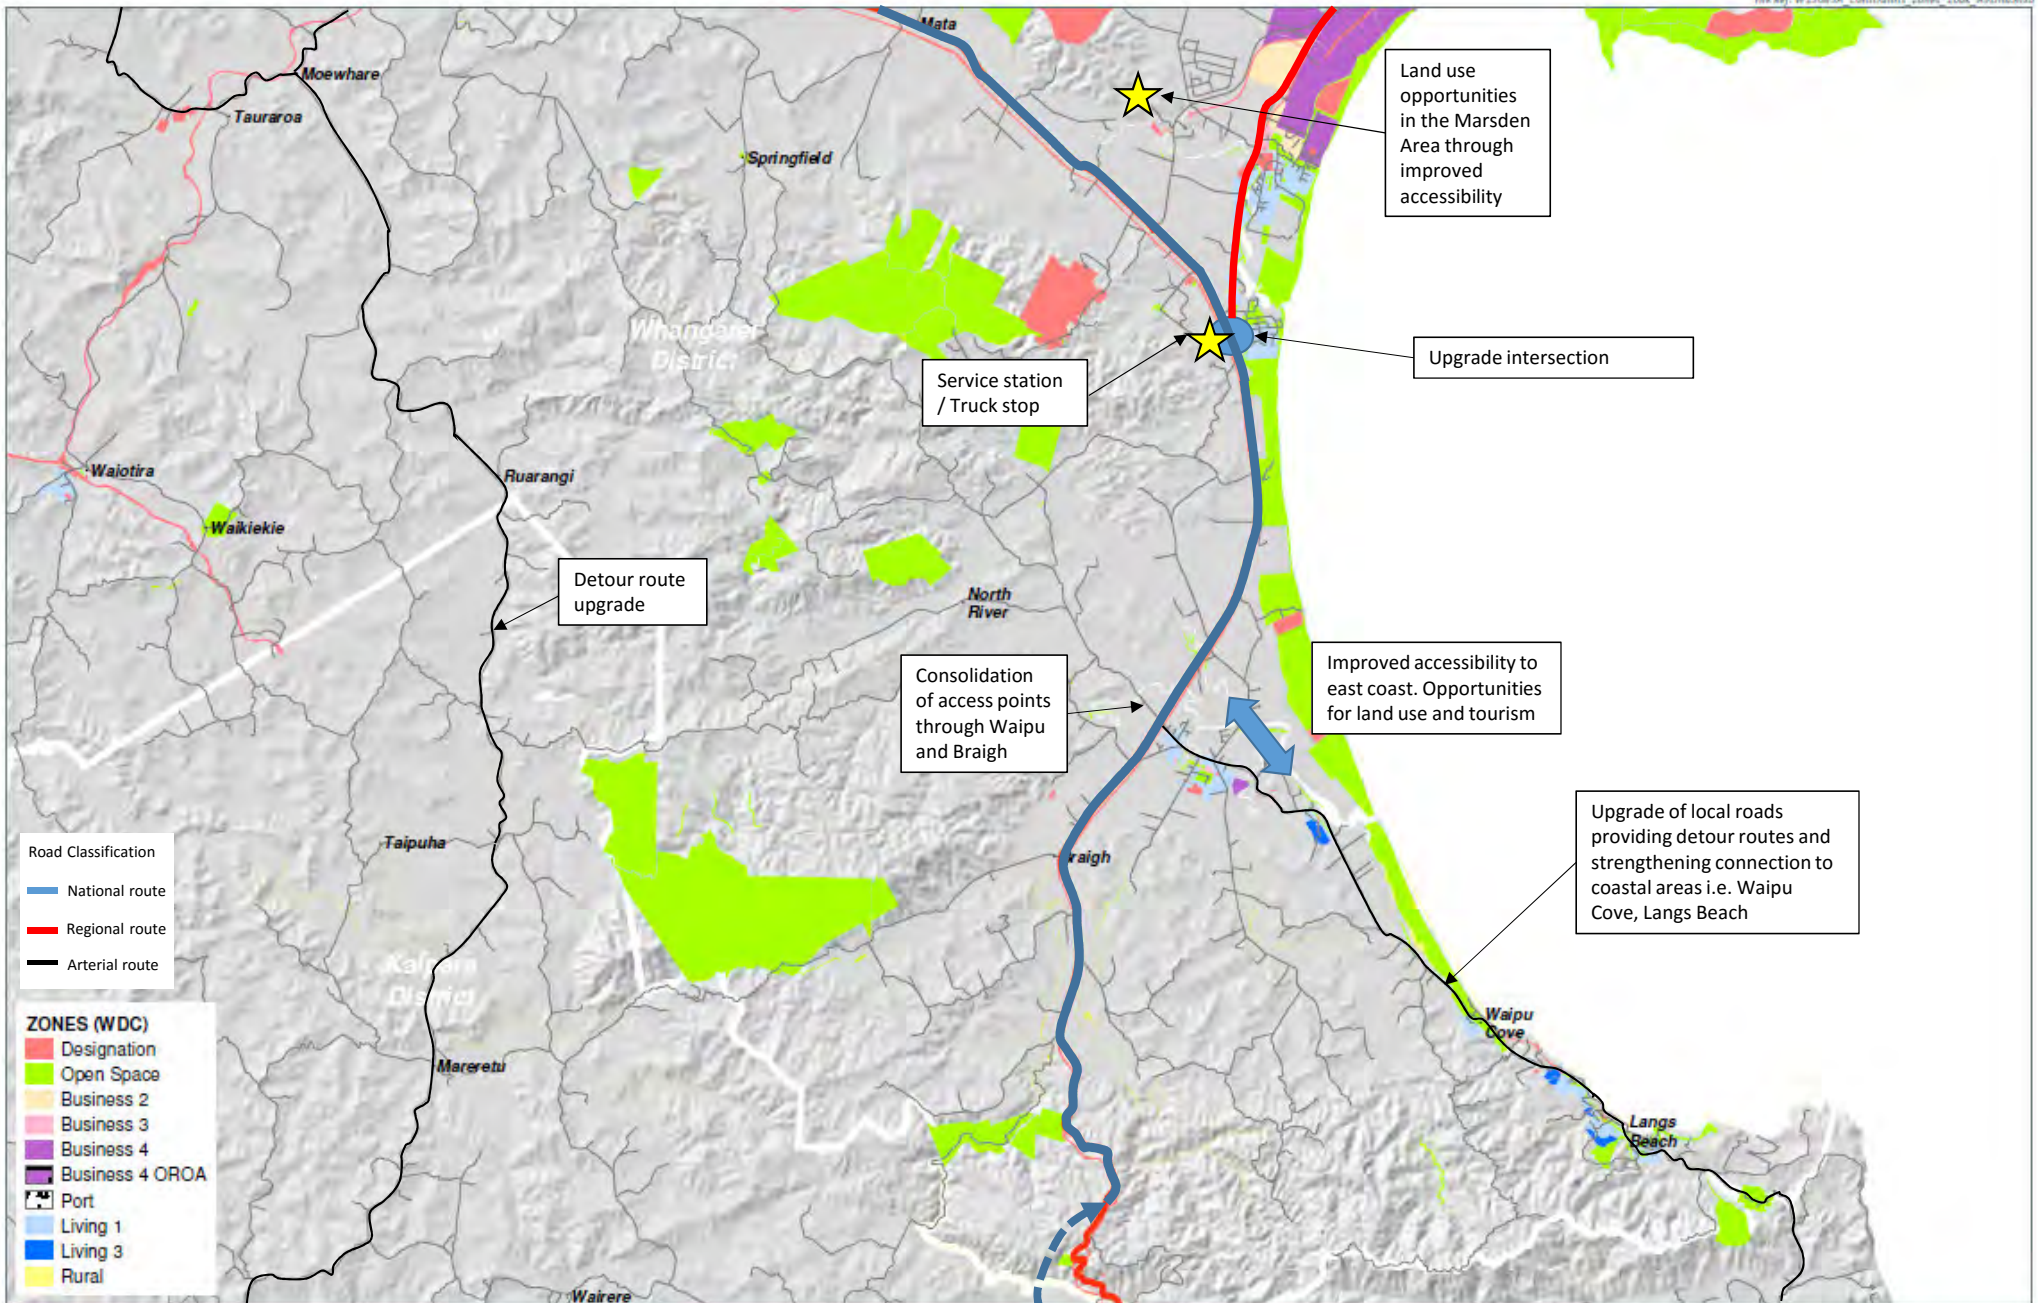 Mata
Moewhare
Tauraroa
Springfield
Land use
opportunities
in the Marsden
Area through
improved
accessibility
Whangarei
District
Service station
/ Truck stop
Upgrade intersection
Waiotira
Ruarangi
Waikiekie
Detour route
upgrade
North
River
Consolidation
of access points
through Waipu
and Braigh
Improved accessibility to
east coast. Opportunities
for land use and tourism
Upgrade of local roads
providing detour routes and
strengthening connection to
coastal areas i.e. Waipu
Cove, Langs Beach
Taipuha
raigh
Kaipara
District
Mareretu
Waipu
Cove
Langs
Beach
Wairere
Road Classification
National route
Regional route
Arterial route
ZONES (WDC)
Designation
Open Space
Business 2
Business 3
Business 4
Business 4 OROA
Port
Living 1
Living 3
Rural